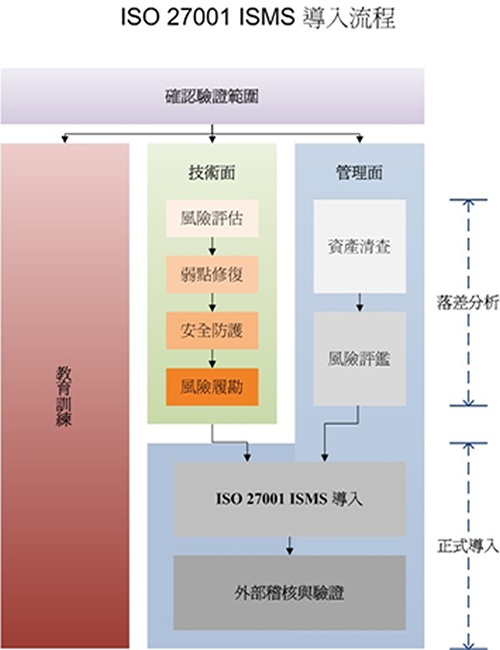 ISO 27001 ISMS 導入流程
確認驗證範圍
教育訓練
技術面
風險評估
弱點修復
安全防護
風險履勘
管理面
資產清查
風險評鑑
落差分析
ISO 27001 ISMS 導入
外部稽核與驗證
正式導入